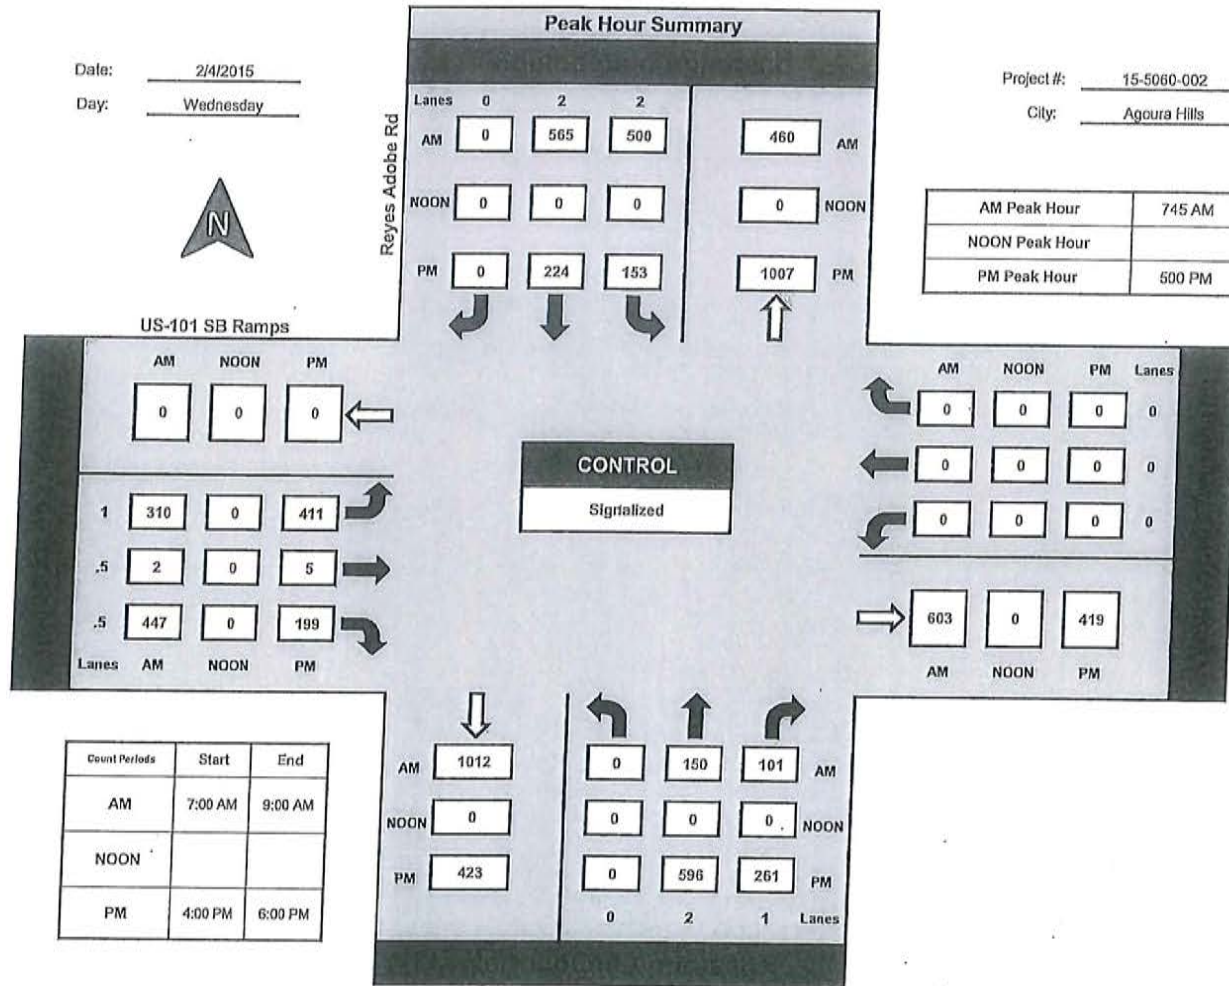 Peak Hour Summary
Date: 2/4/2015
Day: Wednesday
Project #: 15-5060-002
City: Agoura Hills
N
Reyes Adobe Rd
Lanes 0 2 2
AM 0 565 500 460 AM
NOON 0 0 0 0 NOON
PM 0 224 153 1007 PM
AM Peak Hour 745 AM
NOON Peak Hour
PM Peak Hour 500 PM
US-101 SB Ramps
AM NOON PM
0 0 0
1 310 0 411
.5 2 0 5
.5 447 0 199
Lanes AM NOON PM
CONTROL
Signalized
AM NOON PM Lanes
0 0 0 0
0 0 0 0
0 0 0 0
603 0 419
AM NOON PM
AM 1012 0 150 101 AM
NOON 0 0 0 0 NOON
PM 423 0 596 261 PM
0 2 1 Lanes
Count Periods Start End
AM 7:00 AM 9:00 AM
NOON
PM 4:00 PM 6:00 PM